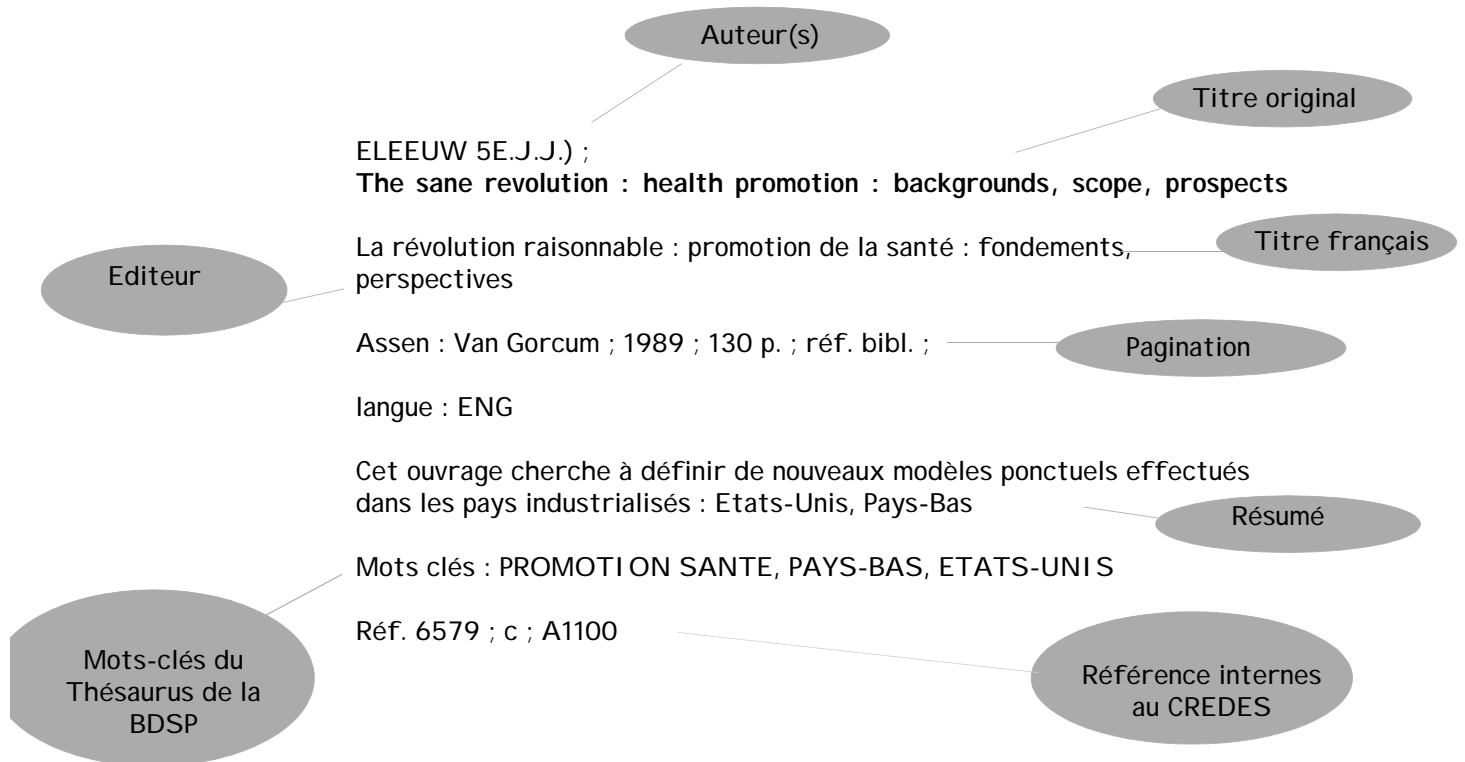 Auteur(s)
Titre original
ELEEUW 5E.J.J.) ;
The sane revolution : health promotion : backgrounds, scope, prospects
La révolution raisonnable : promotion de la santé : fondements,
perspectives
Titre français
Editeur
Assen : Van Gorcum ; 1989 ; 130 p. ; réf. bibl. ;
Pagination
langue : ENG
Cet ouvrage cherche à définir de nouveaux modèles ponctuels effectués
dans les pays industrialisés : Etats-Unis, Pays-Bas
Résumé
Mots clés : PROMOTION SANTE, PAYS-BAS, ETATS-UNIS
Réf. 6579 ; c ; A1100
Mots-clés du
Thésaurus de la
BDSP
Référence internes
au CREDES